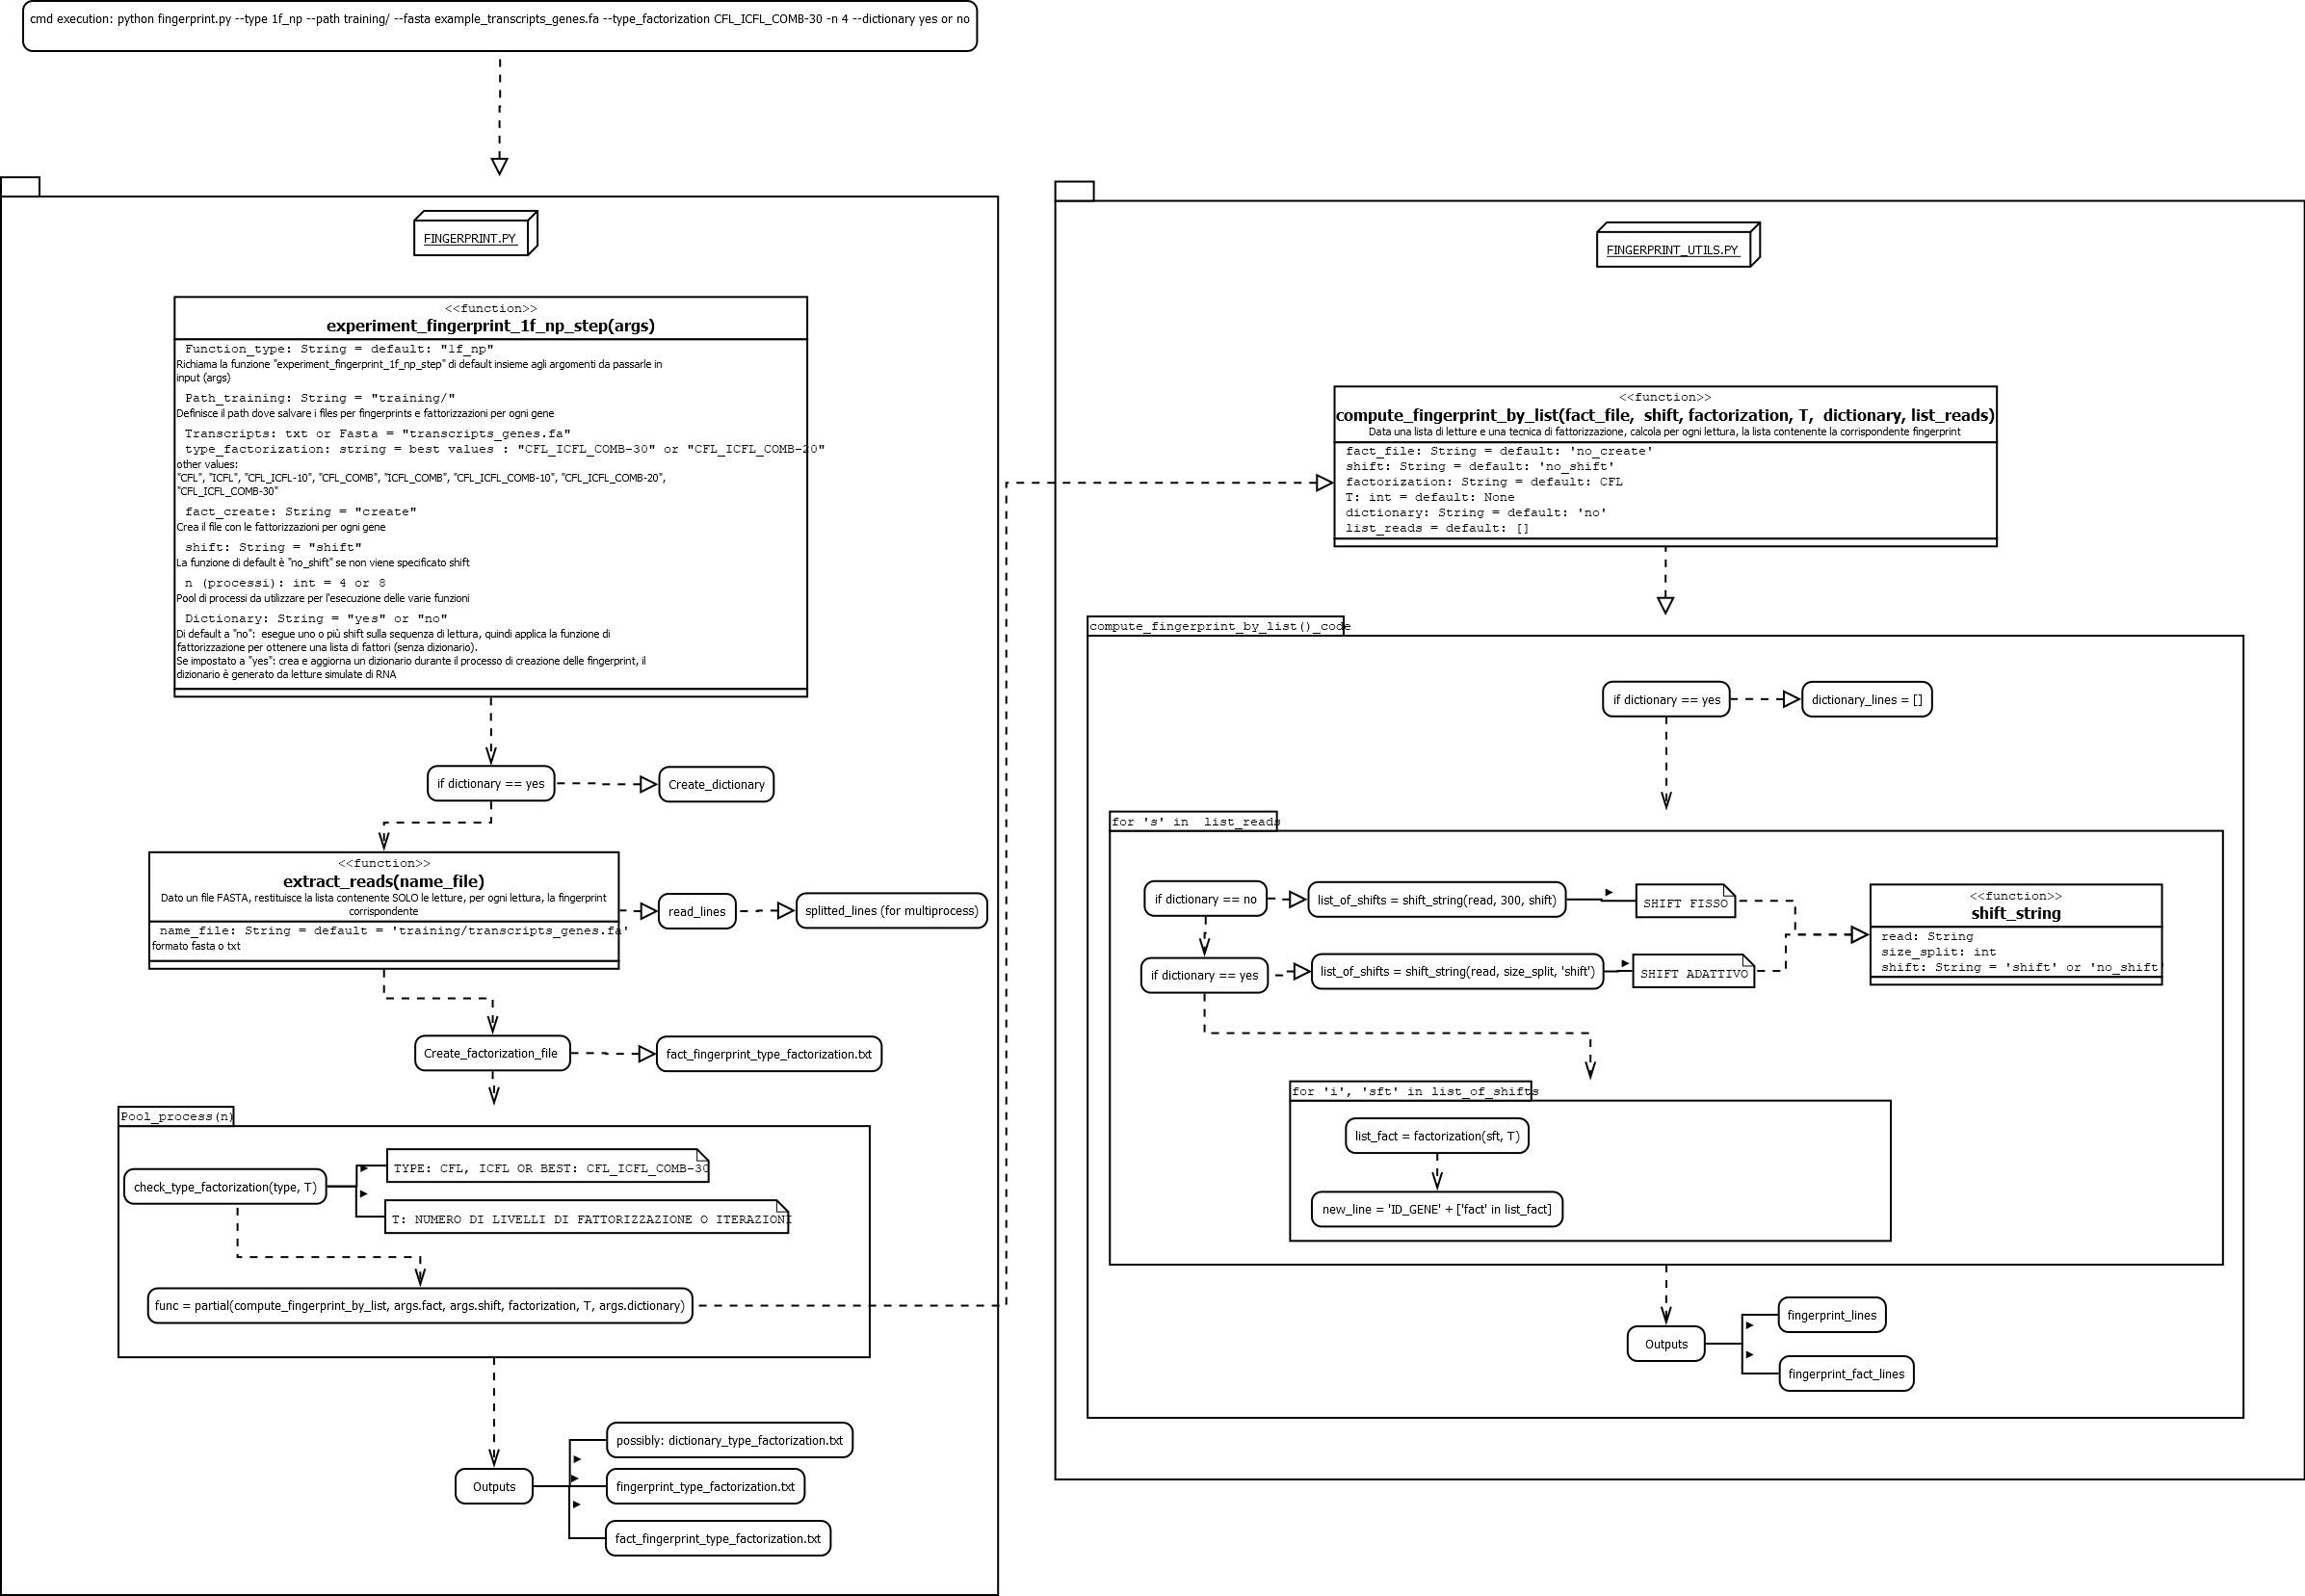 cmd execution: python fingerprint.py --type 1f_np --path training/ --fasta example_transcripts_genes.fa --type_factorization CFL_ICFL_COMB-30 -n 4 --dictionary yes or no
FINGERPRINT.PY
<<function>>
experiment_fingerprint_1f_np_step(args)
Function_type: String = default: "1f_np"
Richiama la funzione "experiment_fingerprint_1f_np_step" di default insieme agli argomenti da passarle in
input (args)
Path_training: String = "training/"
Definisce il path dove salvare i files per fingerprints e fattorizzazioni per ogni gene
Transcripts: txt or Fasta = "transcripts_genes.fa"
type_factorization: string = best values : "CFL_ICFL_COMB-30" or "CFL_ICFL_COMB-20"
other values:
"CFL", "ICFL", "CFL_ICFL-10", "CFL_COMB", "ICFL_COMB", "CFL_ICFL_COMB-10", "CFL_ICFL_COMB-20",
"CFL_ICFL_COMB-30"
fact_create: String = "create"
Crea il file con le fattorizzazioni per ogni gene
shift: String = "shift"
La funzione di default è "no_shift" se non viene specificato shift
n (processi): int = 4 or 8
Pool di processi da utilizzare per l'esecuzione delle varie funzioni
Dictionary: String = "yes" or "no"
Di default a "no":  esegue uno o più shift sulla sequenza di lettura, quindi applica la funzione di
fattorizzazione per ottenere una lista di fattori (senza dizionario).
Se impostato a "yes": crea e aggiorna un dizionario durante il processo di creazione delle fingerprint, il
dizionario è generato da letture simulate di RNA
if dictionary == yes
Create_dictionary
<<function>>
extract_reads(name_file)
Dato un file FASTA, restituisce la lista contenente SOLO le letture, per ogni lettura, la fingerprint
corrispondente
name_file: String = default = 'training/transcripts_genes.fa'
formato fasta o txt
read_lines
splitted_lines (for multiprocess)
Create_factorization_file
fact_fingerprint_type_factorization.txt
Pool_process(n)
check_type_factorization(type, T)
TYPE: CFL, ICFL OR BEST: CFL_ICFL_COMB-30
T: NUMERO DI LIVELLI DI FATTORIZZAZIONE O ITERAZIONI
func = partial(compute_fingerprint_by_list, args.fact, args.shift, factorization, T, args.dictionary)
Outputs
possibly: dictionary_type_factorization.txt
fingerprint_type_factorization.txt
fact_fingerprint_type_factorization.txt
FINGERPRINT_UTILS.PY
<<function>>
compute_fingerprint_by_list(fact_file,  shift, factorization, T,  dictionary, list_reads)
Data una lista di letture e una tecnica di fattorizzazione, calcola per ogni lettura, la lista contenente la corrispondente fingerprint
fact_file: String = default: 'no_create'
shift: String = default: 'no_shift'
factorization: String = default: CFL
T: int = default: None
dictionary: String = default: 'no'
list_reads = default: []
compute_fingerprint_by_list()_code
if dictionary == yes
dictionary_lines = []
for 's' in  list_reads
if dictionary == no
list_of_shifts = shift_string(read, 300, shift)
SHIFT FISSO
if dictionary == yes
list_of_shifts = shift_string(read, size_split, 'shift')
SHIFT ADATTIVO
<<function>>
shift_string
read: String
size_split: int
shift: String = 'shift' or 'no_shift'
for 'i', 'sft' in list_of_shifts
list_fact = factorization(sft, T)
new_line = 'ID_GENE' + ['fact' in list_fact]
Outputs
fingerprint_lines
fingerprint_fact_lines